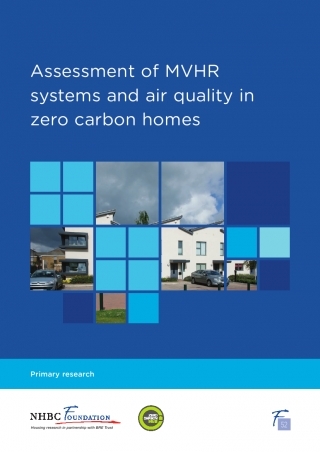 Assessment of MVHR
systems and air quality in
zero carbon homes
Primary research
NHBC FOUNDATION
Housing research in partnership with BRE Trust
F
52